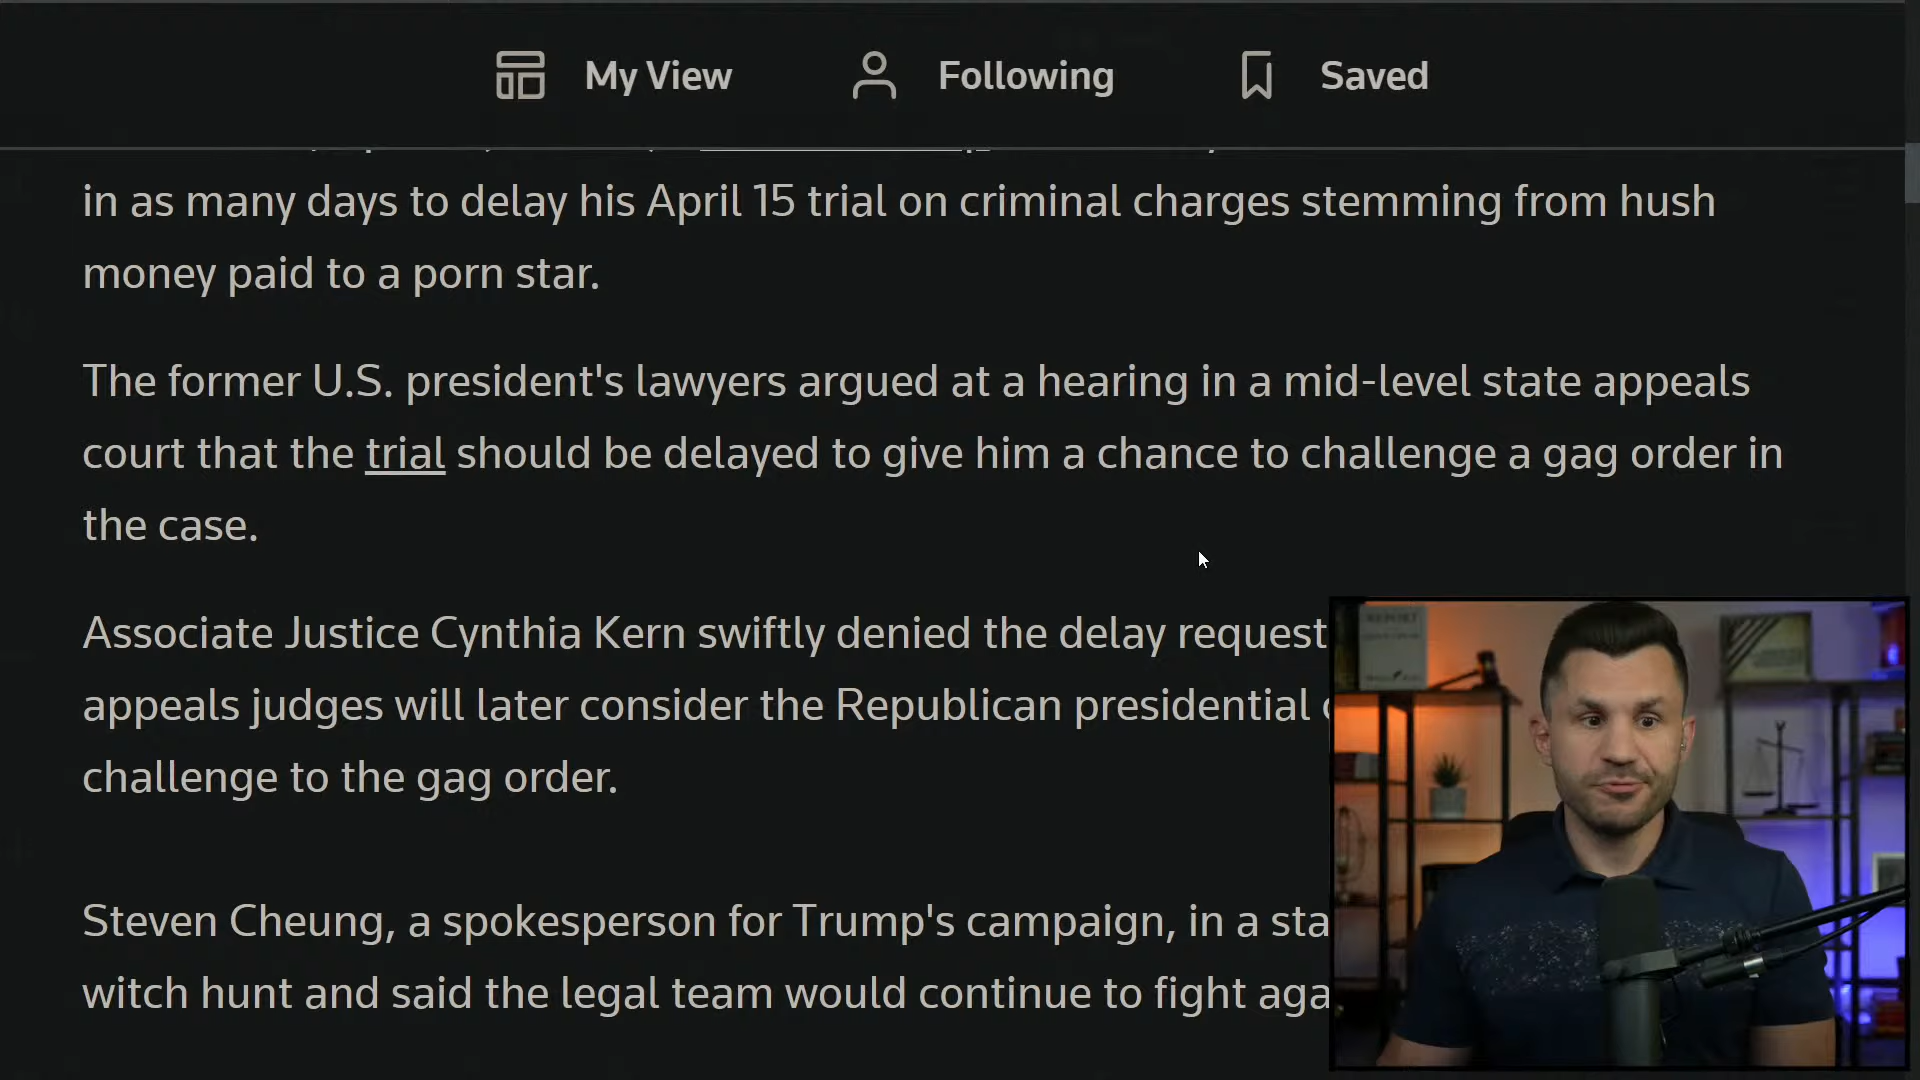 My View
Following
Saved
in as many days to delay his April 15 trial on criminal charges stemming from hush
money paid to a porn star.
The former U.S. president's lawyers argued at a hearing in a mid-level state appeals
court that the trial should be delayed to give him a chance to challenge a gag order in
the case.
Associate Justice Cynthia Kern swiftly denied the delay request
appeals judges will later consider the Republican presidential
challenge to the gag order.
Steven Cheung, a spokesperson for Trump's campaign, in a sta
witch hunt and said the legal team would continue to fight aga